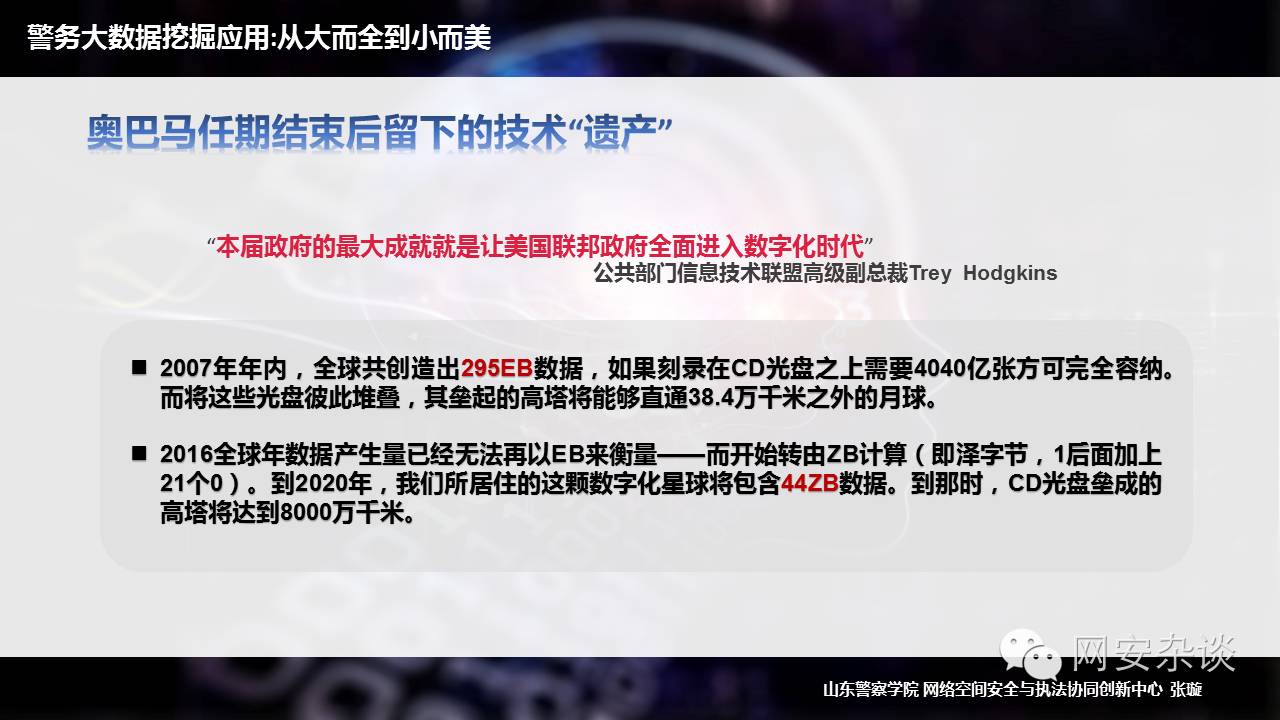 警务大数据挖掘应用:从大而全到小而美
奥巴马任期结束后留下的技术“遗产”
“本届政府的最大成就就是让美国联邦政府全面进入数字化时代”
公共部门信息技术联盟高级副总裁Trey Hodgkins
■ 2007年年内，全球共创造出295EB数据，如果刻录在CD光盘之上需要4040亿张方可完全容纳。
而将这些光盘彼此堆叠，其垒起的高塔将能够直通38.4万千米之外的月球。
■ 2016全球年数据产生量已经无法再以EB来衡量——而开始转由ZB计算（即泽字节，1后面加上
21个0）。到2020年，我们所居住的这颗数字化星球将包含44ZB数据。到那时，CD光盘垒成的
高塔将达到8000万千米。
网安杂谈
山东警察学院 网络空间安全与执法协同创新中心 张璇